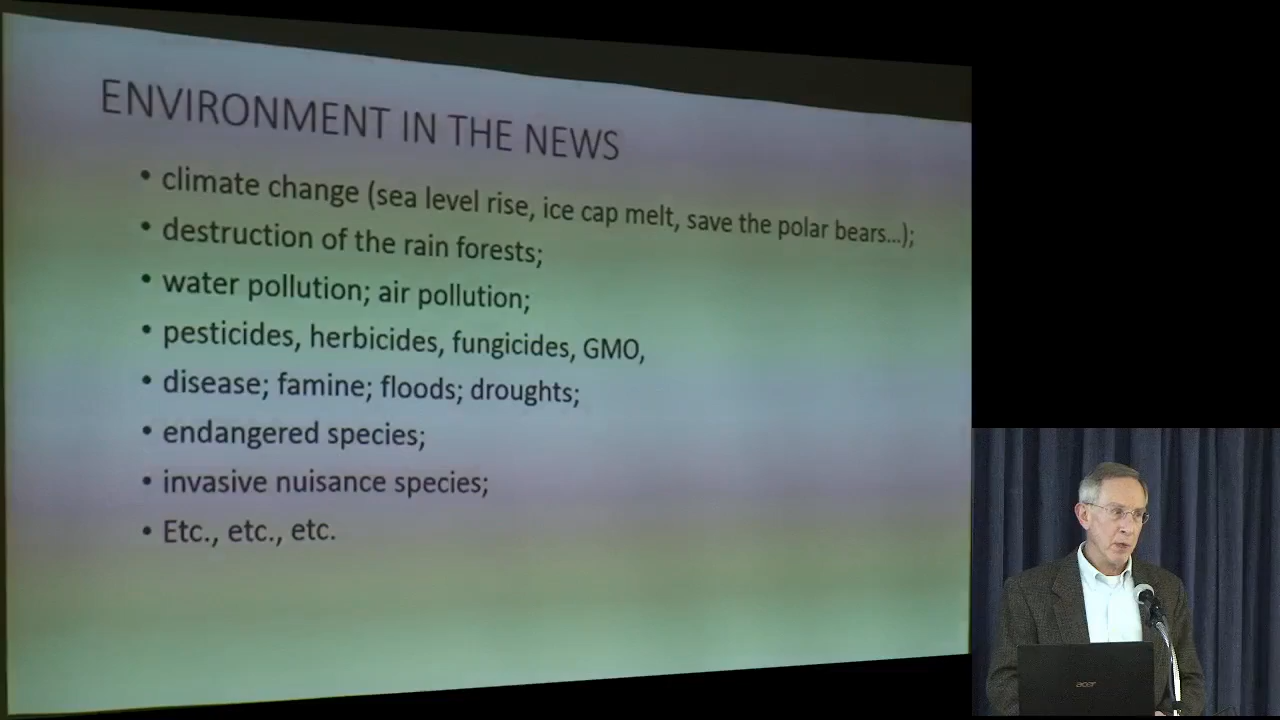 ENVIRONMENT IN THE NEWS
• climate change (sea level rise, ice cap melt, save the polar bears...);
• destruction of the rain forests;
• water pollution; air pollution;
• pesticides, herbicides, fungicides, GMO,
• disease; famine; floods; droughts;
• endangered species;
• invasive nuisance species;
• Etc., etc., etc.
acer